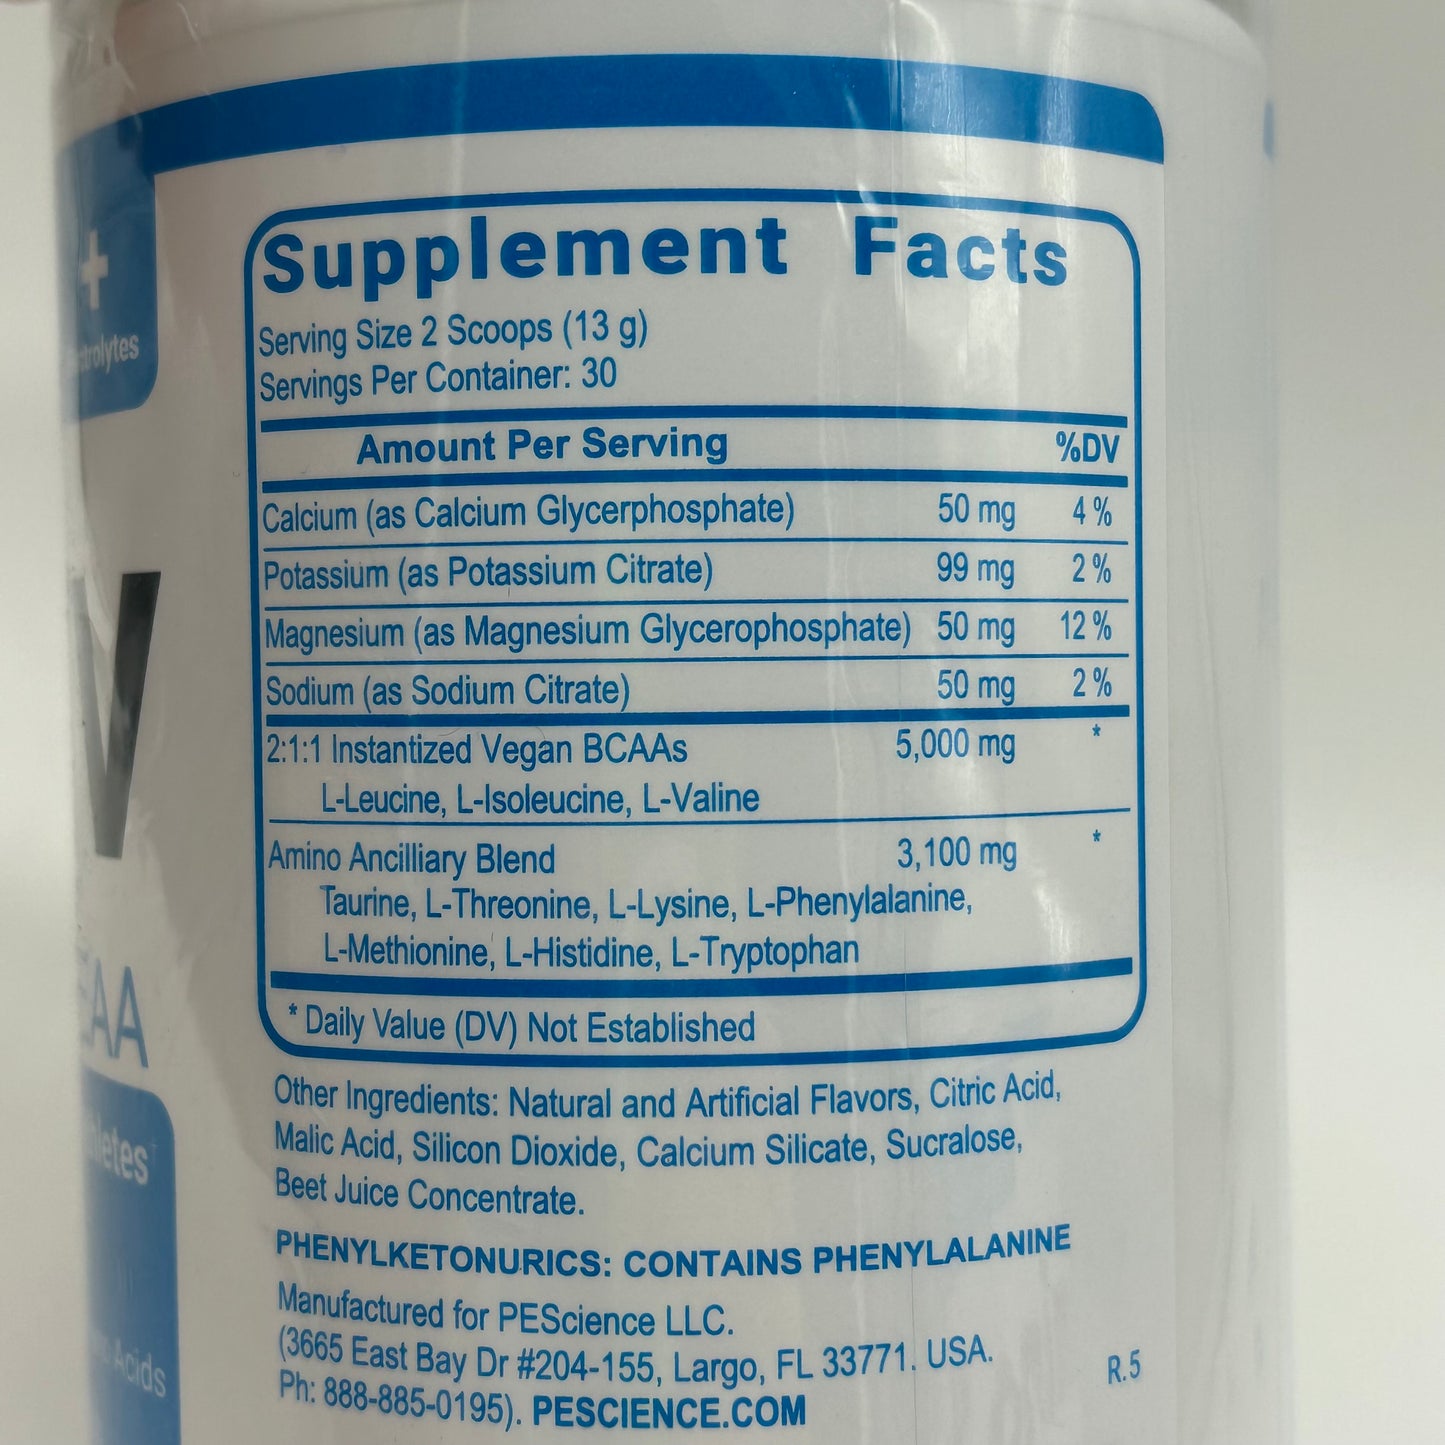 +
Supplement Facts
Serving Size 2 Scoops (13 g)
Servings Per Container: 30
Amount Per Serving %DV
Calcium (as Calcium Glycerphosphate) 50 mg 4%
Potassium (as Potassium Citrate) 99 mg 2%
Magnesium (as Magnesium Glycerophosphate) 50 mg 12%
Sodium (as Sodium Citrate) 50 mg 2%
2:1:1 Instantized Vegan BCAAs 5,000 mg *
L-Leucine, L-Isoleucine, L-Valine
Amino Ancilliary Blend 3,100 mg *
Taurine, L-Threonine, L-Lysine, L-Phenylalanine,
L-Methionine, L-Histidine, L-Tryptophan
* Daily Value (DV) Not Established
Other Ingredients: Natural and Artificial Flavors, Citric Acid,
Malic Acid, Silicon Dioxide, Calcium Silicate, Sucralose,
Beet Juice Concentrate.
PHENYLKETONURICS: CONTAINS PHENYLALANINE
Manufactured for PEScience LLC.
(3665 East Bay Dr #204-155, Largo, FL 33771. USA.
Ph: 888-885-0195). PESCIENCE.COM
R.5
V
EAA
Acids